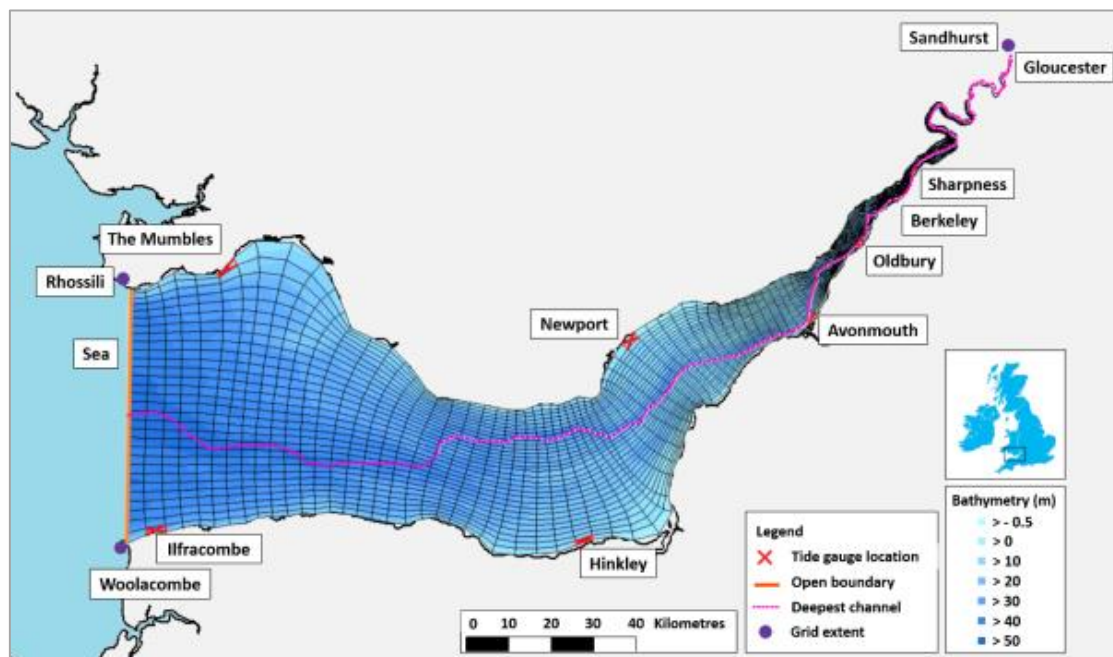 Sandhurst
Gloucester
Sharpness
Berkeley
The Mumbles
Oldbury
Rhossili
Newport
Avonmouth
Sea
Ilfracombe
Hinkley
Woolacombe
Legend
Tide gauge location
Open boundary
Deepest channel
Grid extent
0 10 20 30 40 Kilometres
Bathymetry (m)
> - 0.5
> 0
> 10
> 20
> 30
> 40
> 50